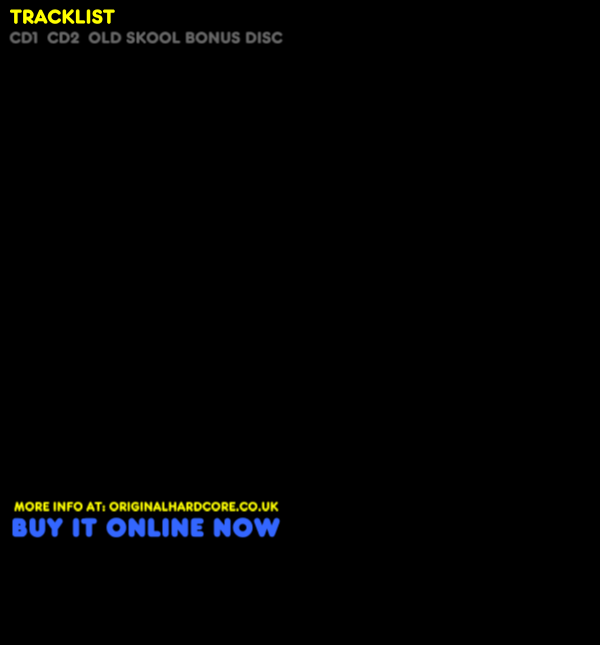 TRACKLIST
CD1 CD2 OLD SKOOL BONUS DISC
MORE INFO AT: ORIGINALHARDCORE.CO.UK
BUY IT ONLINE NOW